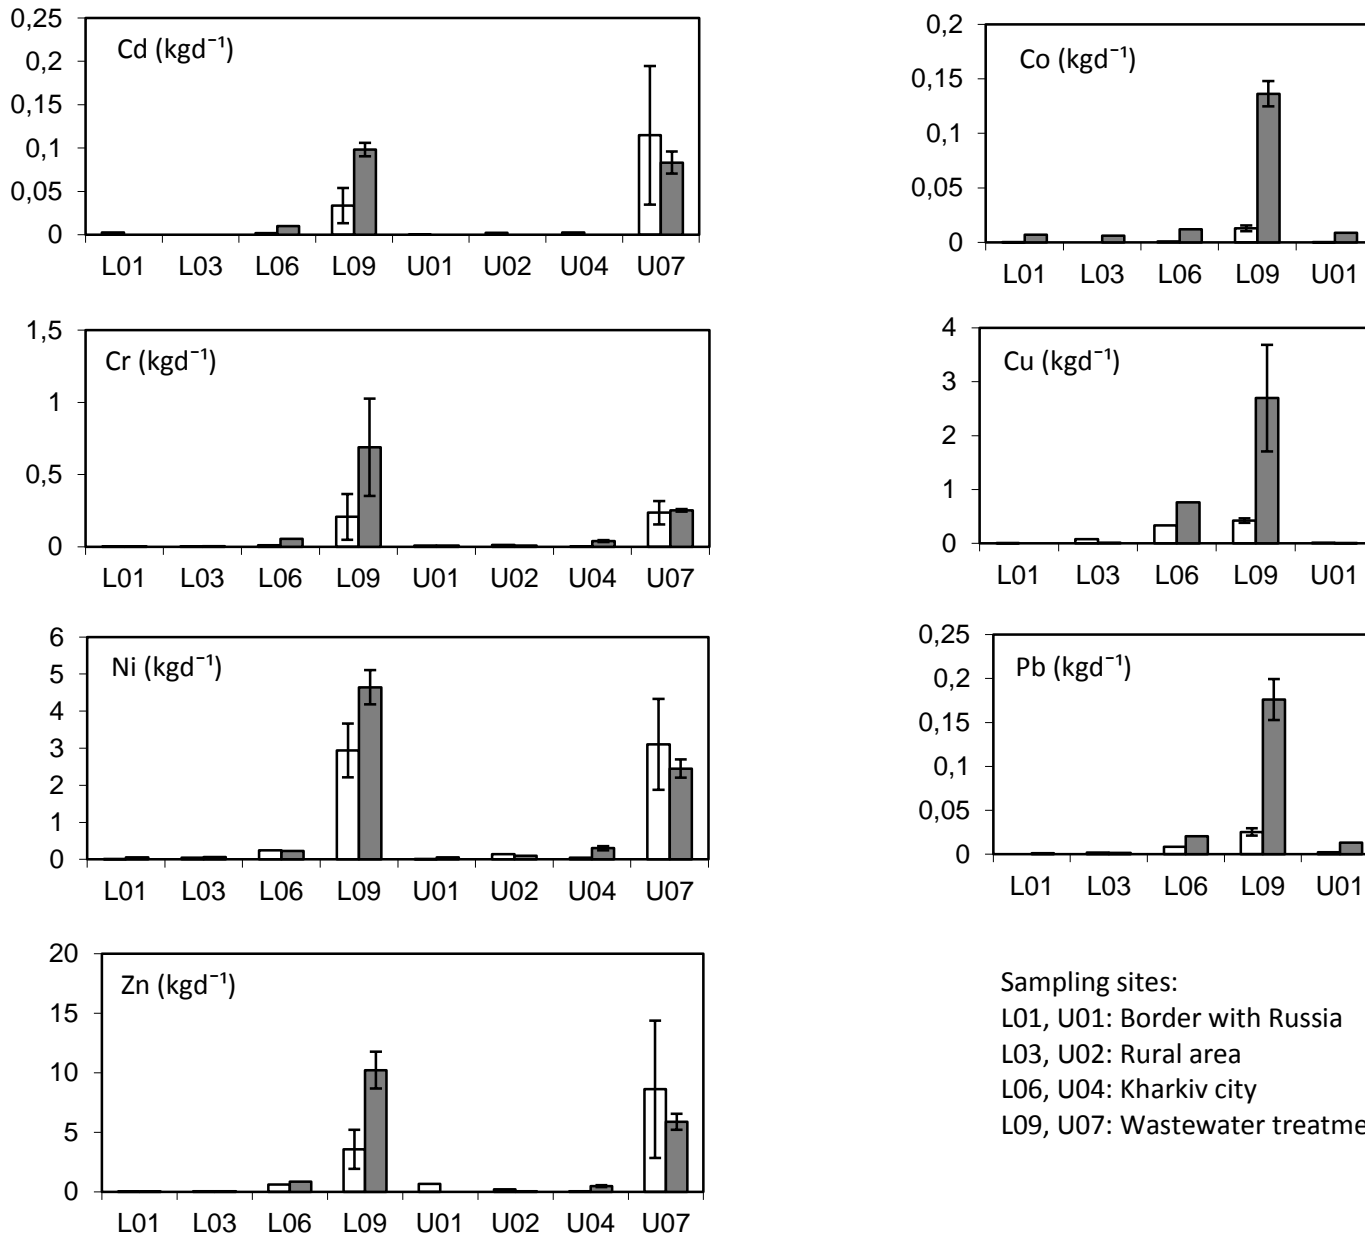 Cd (kgd⁻¹)
0,25
0,2
0,15
0,1
0,05
0
L01 L03 L06 L09 U01 U02 U04 U07
Co (kgd⁻¹)
0,2
0,15
0,1
0,05
0
L01 L03 L06 L09 U01
Cr (kgd⁻¹)
1,5
1
0,5
0
L01 L03 L06 L09 U01 U02 U04 U07
Cu (kgd⁻¹)
4
3
2
1
0
L01 L03 L06 L09 U01
Ni (kgd⁻¹)
6
5
4
3
2
1
0
L01 L03 L06 L09 U01 U02 U04 U07
Pb (kgd⁻¹)
0,25
0,2
0,15
0,1
0,05
0
L01 L03 L06 L09 U01
Zn (kgd⁻¹)
20
15
10
5
0
L01 L03 L06 L09 U01 U02 U04 U07
Sampling sites:
L01, U01: Border with Russia
L03, U02: Rural area
L06, U04: Kharkiv city
L09, U07: Wastewater treatme